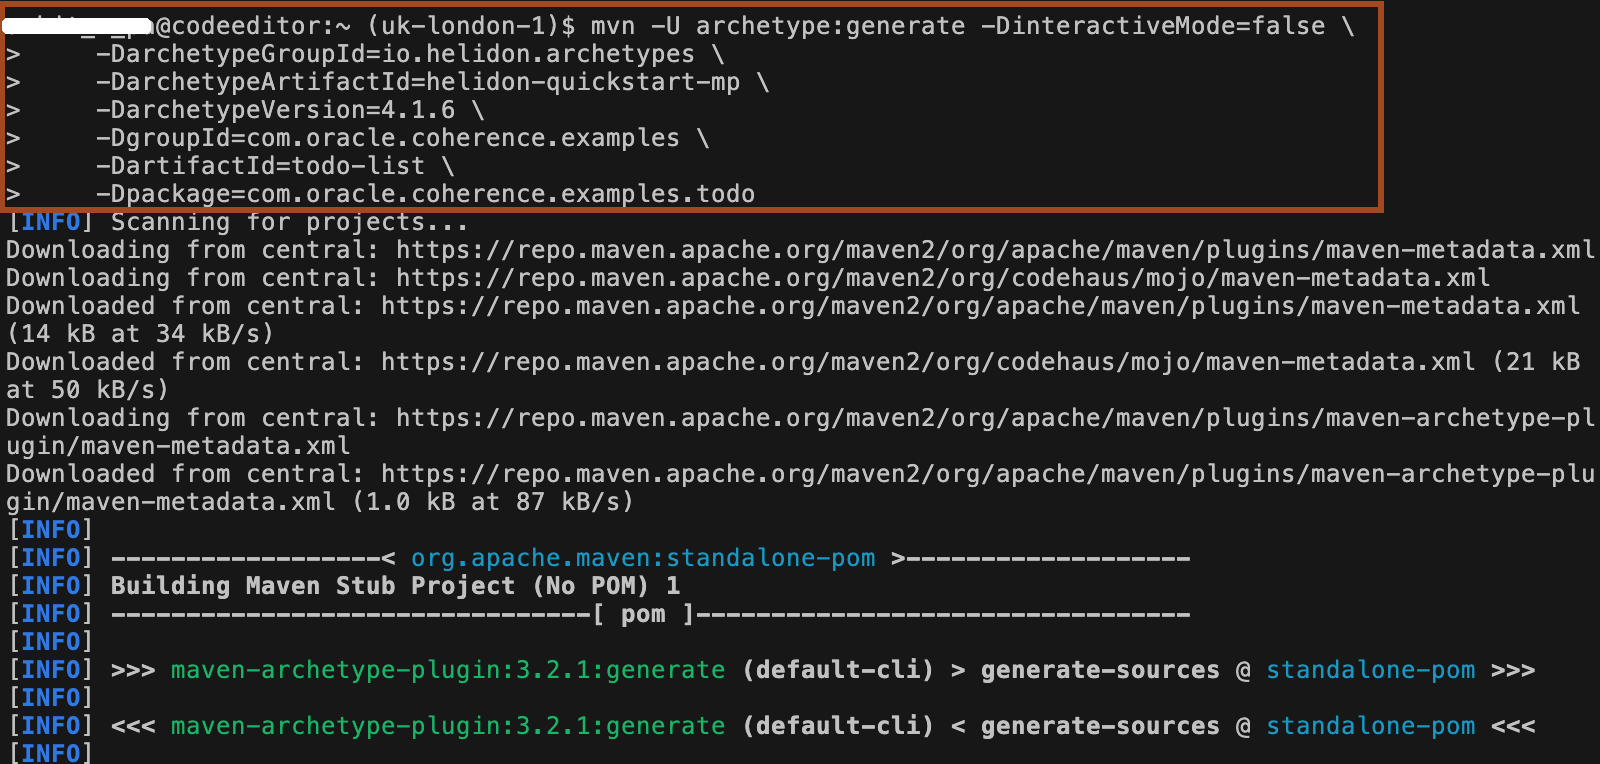 @codeeditor:~ (uk-london-1)$ mvn -U archetype:generate -DinteractiveMode=false \
>     -DarchetypeGroupId=io.helidon.archetypes \
>     -DarchetypeArtifactId=helidon-quickstart-mp \
>     -DarchetypeVersion=4.1.6 \
>     -DgroupId=com.oracle.coherence.examples \
>     -DartifactId=todo-list \
>     -Dpackage=com.oracle.coherence.examples.todo
[INFO] Scanning for projects...
Downloading from central: https://repo.maven.apache.org/maven2/org/apache/maven/plugins/maven-metadata.xml
Downloading from central: https://repo.maven.apache.org/maven2/org/codehaus/mojo/maven-metadata.xml
Downloaded from central: https://repo.maven.apache.org/maven2/org/apache/maven/plugins/maven-metadata.xml
(14 kB at 34 kB/s)
Downloaded from central: https://repo.maven.apache.org/maven2/org/codehaus/mojo/maven-metadata.xml (21 kB
at 50 kB/s)
Downloading from central: https://repo.maven.apache.org/maven2/org/apache/maven/plugins/maven-archetype-pl
ugin/maven-metadata.xml
Downloaded from central: https://repo.maven.apache.org/maven2/org/apache/maven/plugins/maven-archetype-plu
gin/maven-metadata.xml (1.0 kB at 87 kB/s)
[INFO]
[INFO] ------------------< org.apache.maven:standalone-pom >-------------------
[INFO] Building Maven Stub Project (No POM) 1
[INFO] --------------------------------[ pom ]---------------------------------
[INFO]
[INFO] >>> maven-archetype-plugin:3.2.1:generate (default-cli) > generate-sources @ standalone-pom >>>
[INFO]
[INFO] <<< maven-archetype-plugin:3.2.1:generate (default-cli) < generate-sources @ standalone-pom <<<
[INFO]